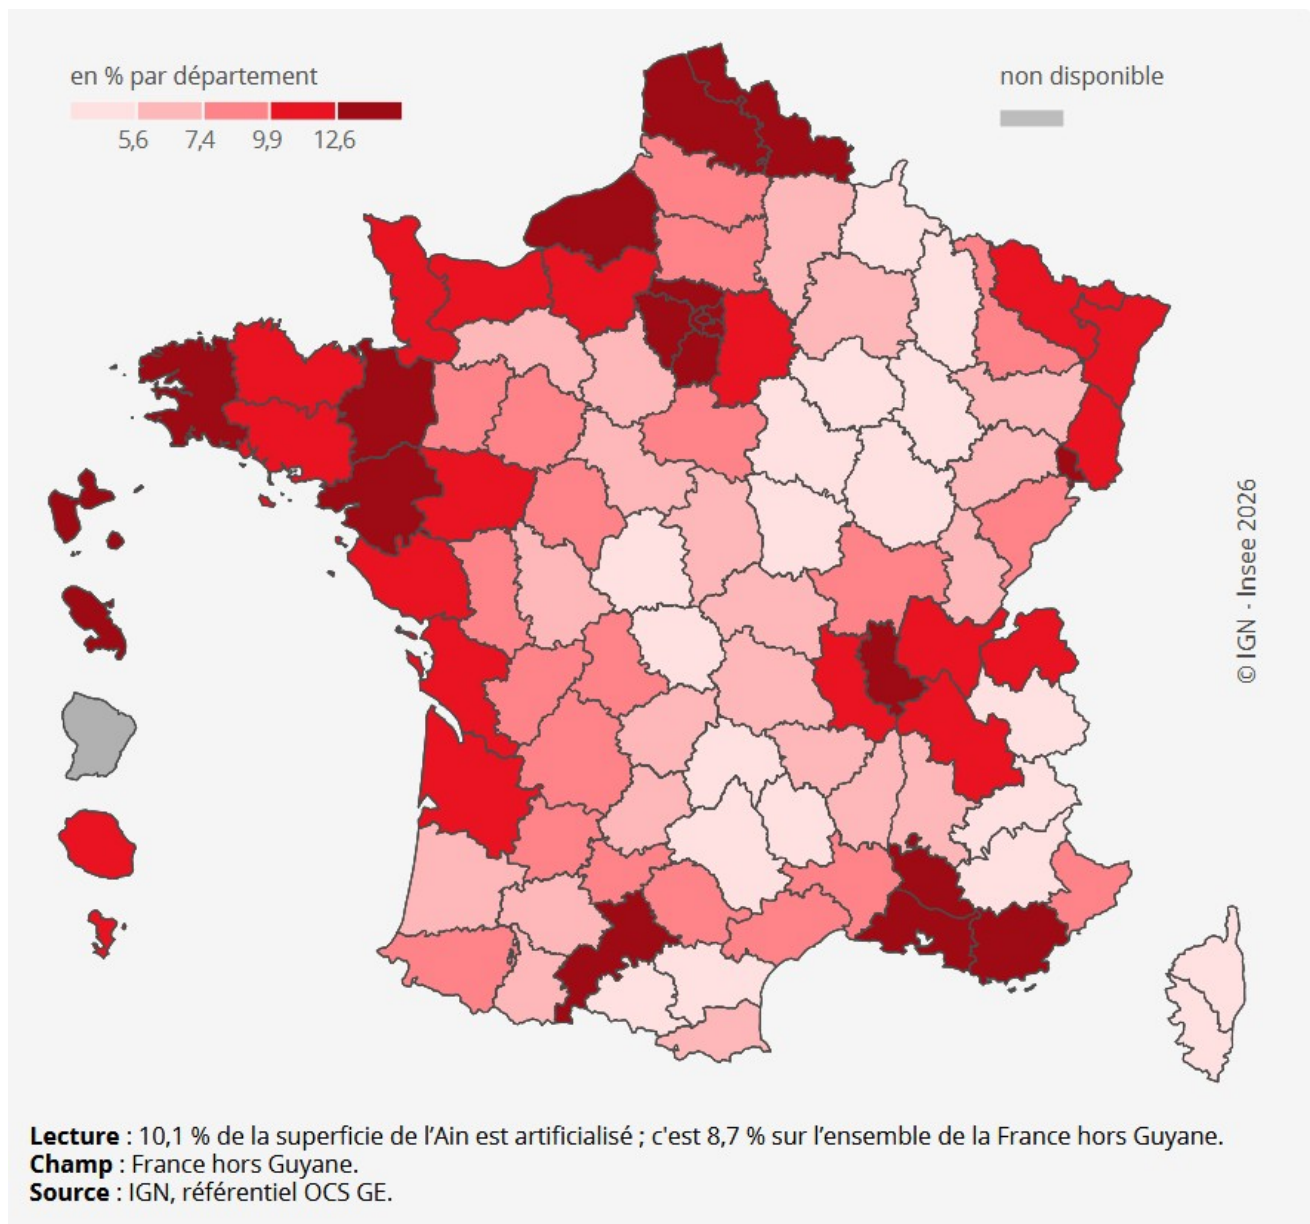 en % par département
non disponible
5,6 7,4 9,9 12,6
© IGN - Insee 2026
Lecture : 10,1 % de la superficie de l’Ain est artificialisé ; c'est 8,7 % sur l’ensemble de la France hors Guyane.
Champ : France hors Guyane.
Source : IGN, référentiel OCS GE.